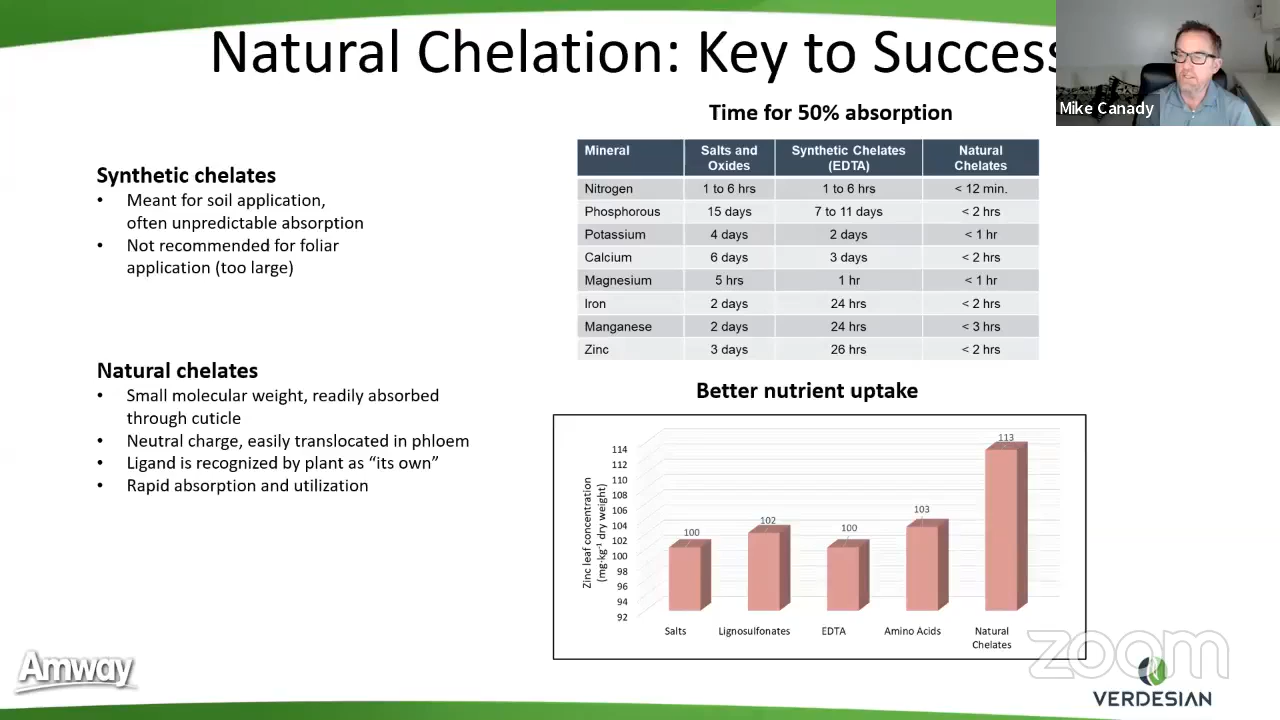 Natural Chelation: Key to Success
Mike Canady
Synthetic chelates
• Meant for soil application,
often unpredictable absorption
• Not recommended for foliar
application (too large)
Natural chelates
• Small molecular weight, readily absorbed
through cuticle
• Neutral charge, easily translocated in phloem
• Ligand is recognized by plant as “its own”
• Rapid absorption and utilization
Time for 50% absorption
Mineral Salts and Oxides Synthetic Chelates (EDTA) Natural Chelates
Nitrogen 1 to 6 hrs 1 to 6 hrs < 12 min.
Phosphorous 15 days 7 to 11 days < 2 hrs
Potassium 4 days 2 days < 1 hr
Calcium 6 days 3 days < 2 hrs
Magnesium 5 hrs 1 hr < 1 hr
Iron 2 days 24 hrs < 2 hrs
Manganese 2 days 24 hrs < 3 hrs
Zinc 3 days 26 hrs < 2 hrs
Better nutrient uptake
Zinc leaf concentration
(mg·kg⁻¹ dry weight)
114
112
110
108
106
104
102
100
98
96
94
92
100 102 100 103 113
Salts Lignosulfonates EDTA Amino Acids Natural Chelates
Amway
zoom
VERDESIAN